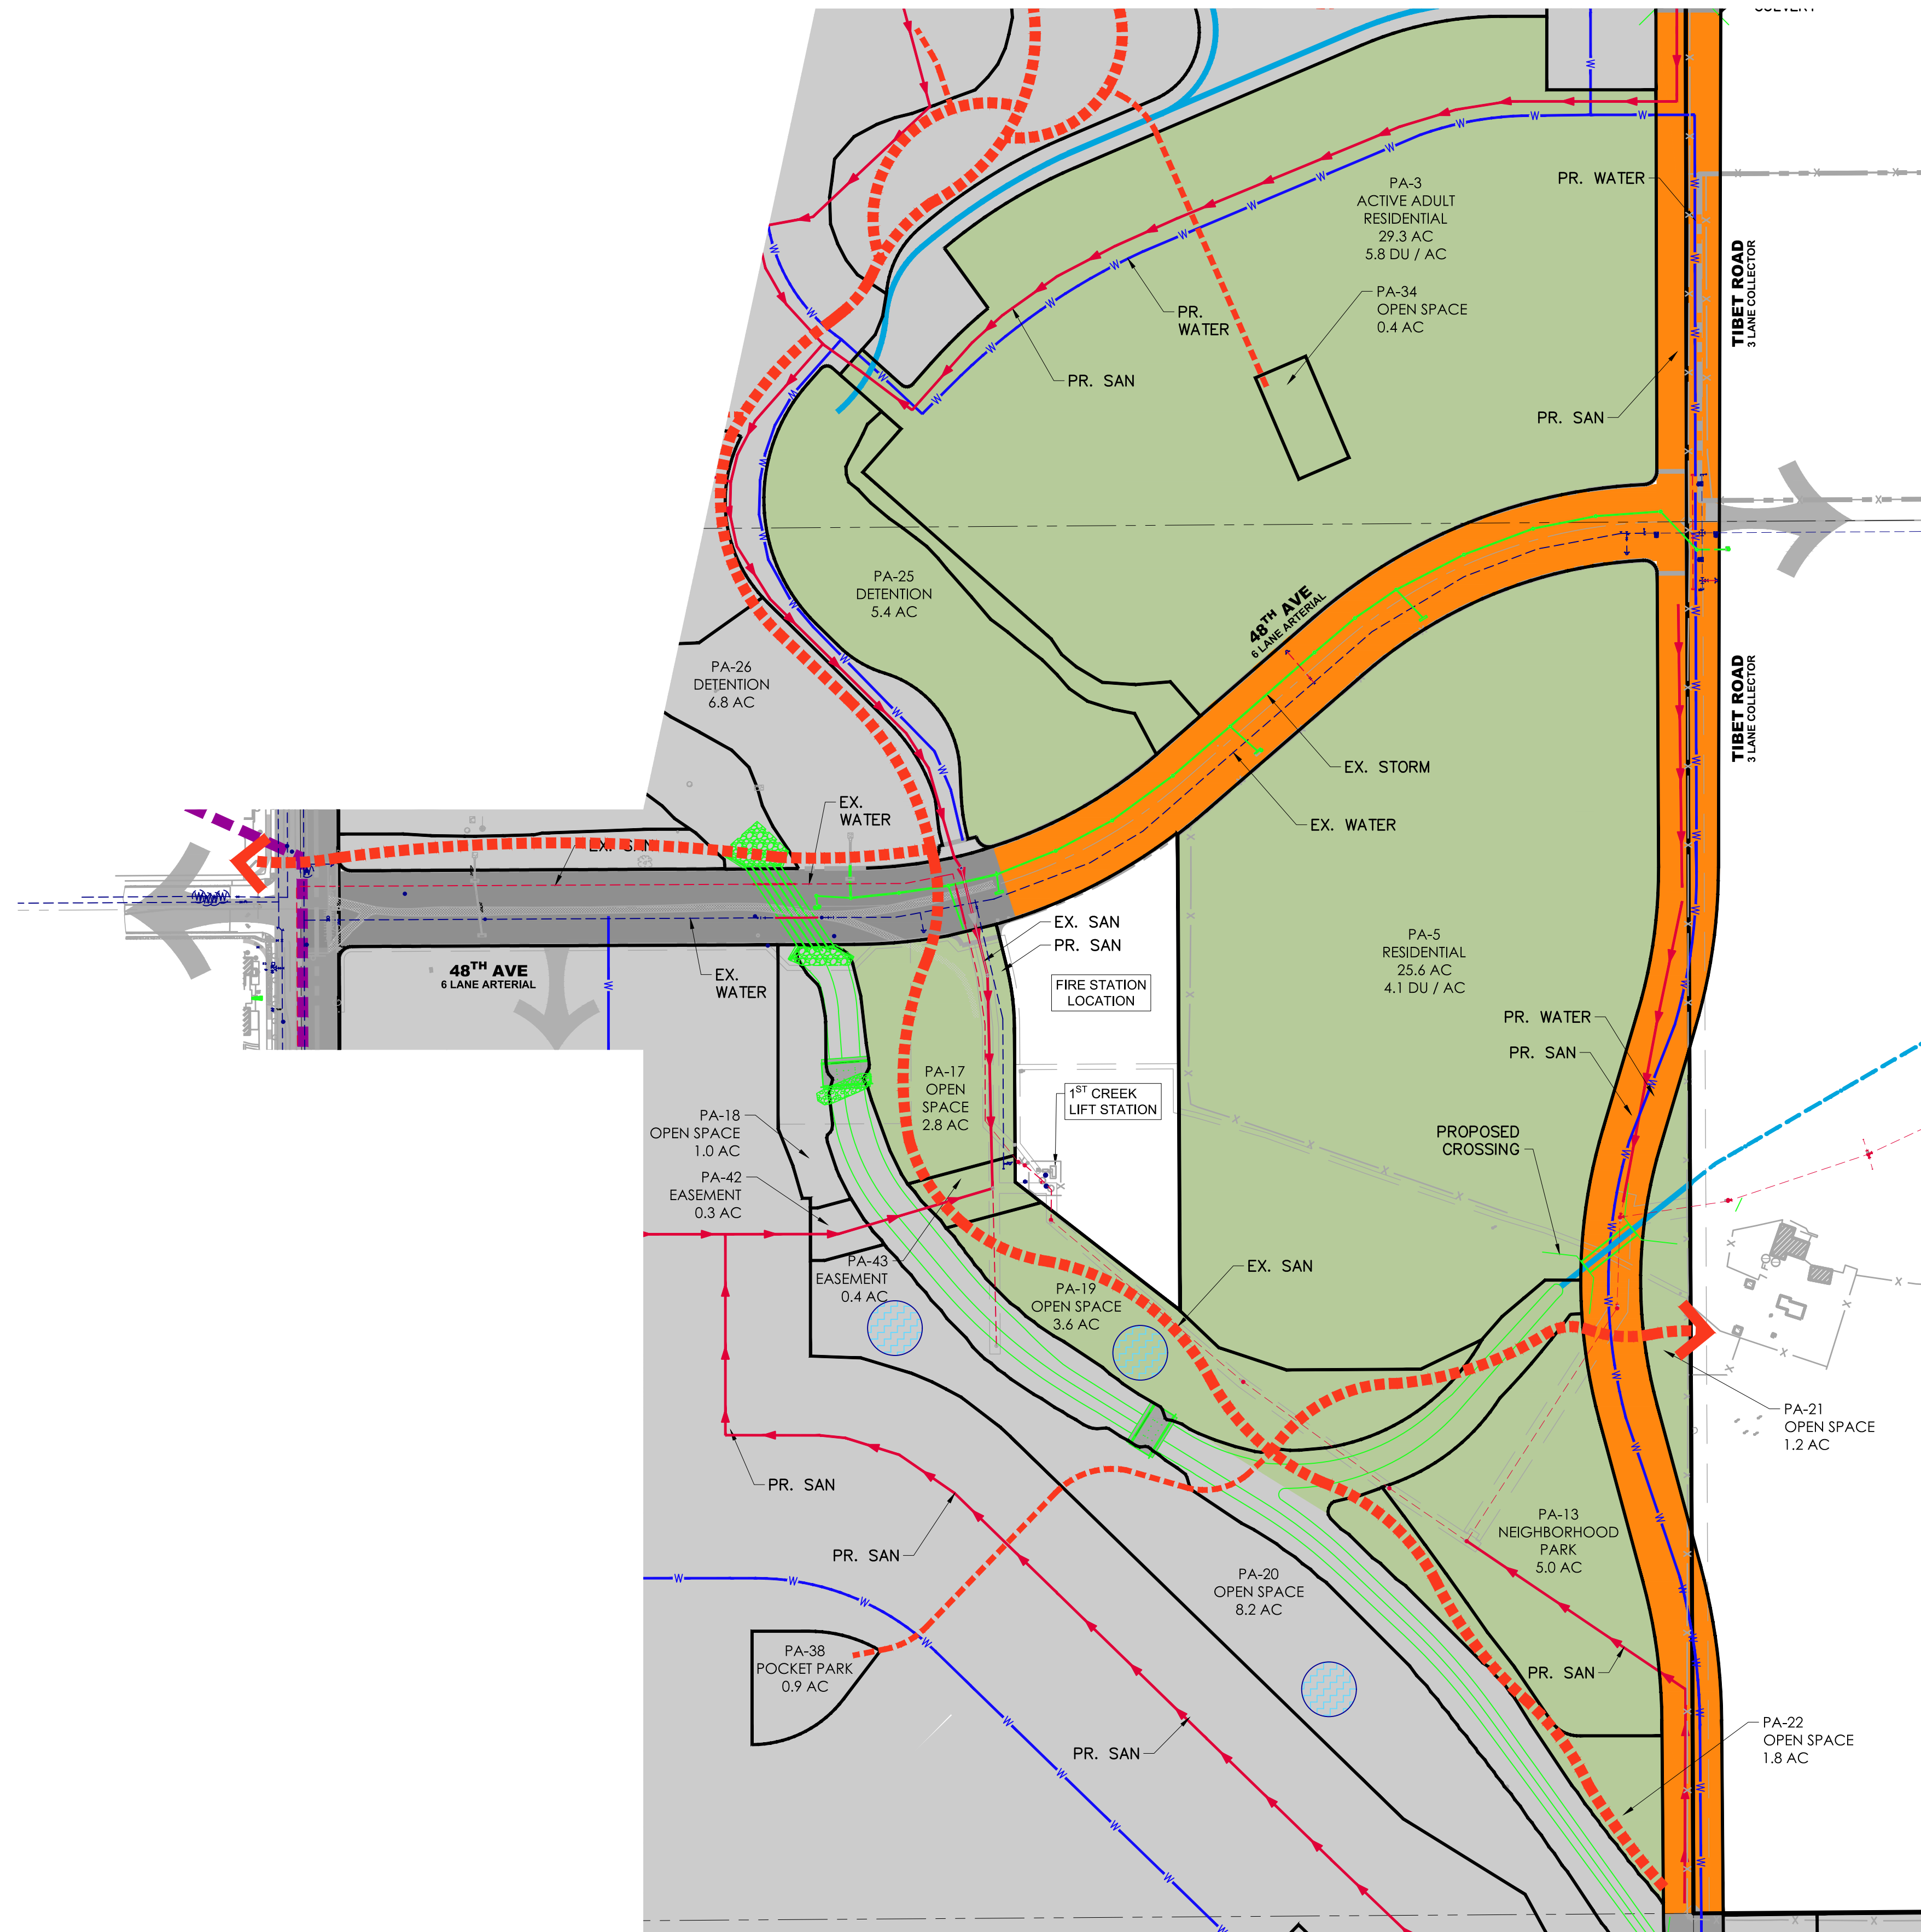 PR. WATER
PA-3
ACTIVE ADULT
RESIDENTIAL
29.3 AC
5.8 DU / AC
TIBET ROAD
3 LANE COLLECTOR
PA-34
OPEN SPACE
0.4 AC
PR.
WATER
PR. SAN
PR. SAN
PA-25
DETENTION
5.4 AC
48TH AVE
6 LANE ARTERIAL
TIBET ROAD
3 LANE COLLECTOR
PA-26
DETENTION
6.8 AC
EX. STORM
EX.
WATER
EX. WATER
EX. SAN
EX. SAN
PR. SAN
PA-5
RESIDENTIAL
25.6 AC
4.1 DU / AC
48TH AVE
6 LANE ARTERIAL
EX.
WATER
FIRE STATION
LOCATION
PR. WATER
PR. SAN
PA-17
OPEN
SPACE
2.8 AC
1ST CREEK
LIFT STATION
PA-18
OPEN SPACE
1.0 AC
PROPOSED
CROSSING
PA-42
EASEMENT
0.3 AC
PA-43
EASEMENT
0.4 AC
EX. SAN
PA-19
OPEN SPACE
3.6 AC
PA-21
OPEN SPACE
1.2 AC
PR. SAN
PA-13
NEIGHBORHOOD
PARK
5.0 AC
PR. SAN
PA-20
OPEN SPACE
8.2 AC
PA-38
POCKET PARK
0.9 AC
PR. SAN
PR. SAN
PA-22
OPEN SPACE
1.8 AC